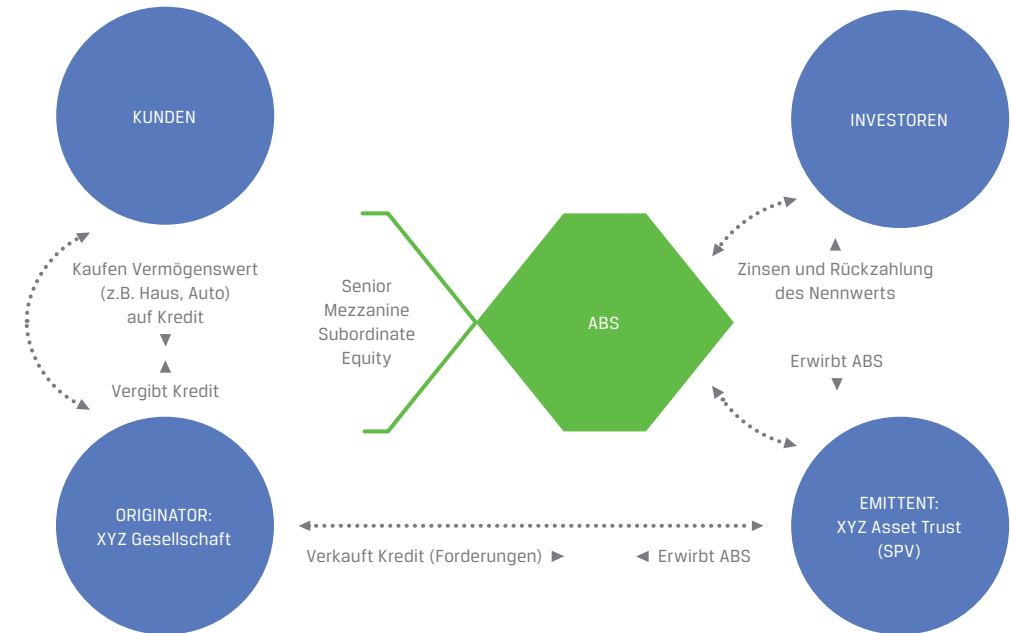 KUNDEN
INVESTOREN
Kaufen Vermögenswert
(z.B. Haus, Auto)
auf Kredit
Vergibt Kredit
Senior
Mezzanine
Subordinate
Equity
ABS
Zinsen und Rückzahlung
des Nennwerts
Erwirbt ABS
ORIGINATOR:
XYZ Gesellschaft
Verkauft Kredit (Forderungen)
Erwirbt ABS
EMITTENT:
XYZ Asset Trust
(SPV)